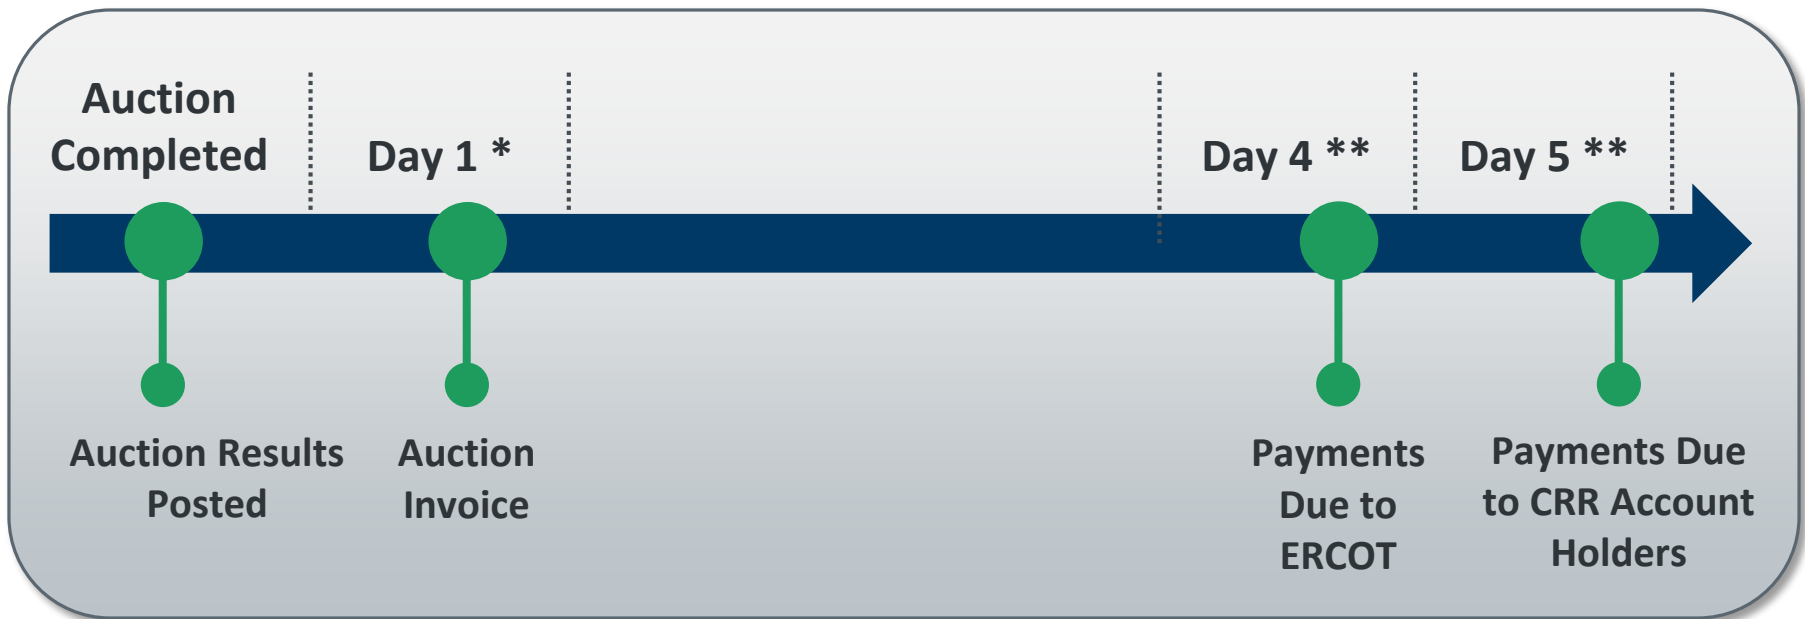 Auction
Completed
Day 1 *
Day 4 **
Day 5 **
Auction Results
Posted
Auction
Invoice
Payments
Due to
ERCOT
Payments Due
to CRR Account
Holders